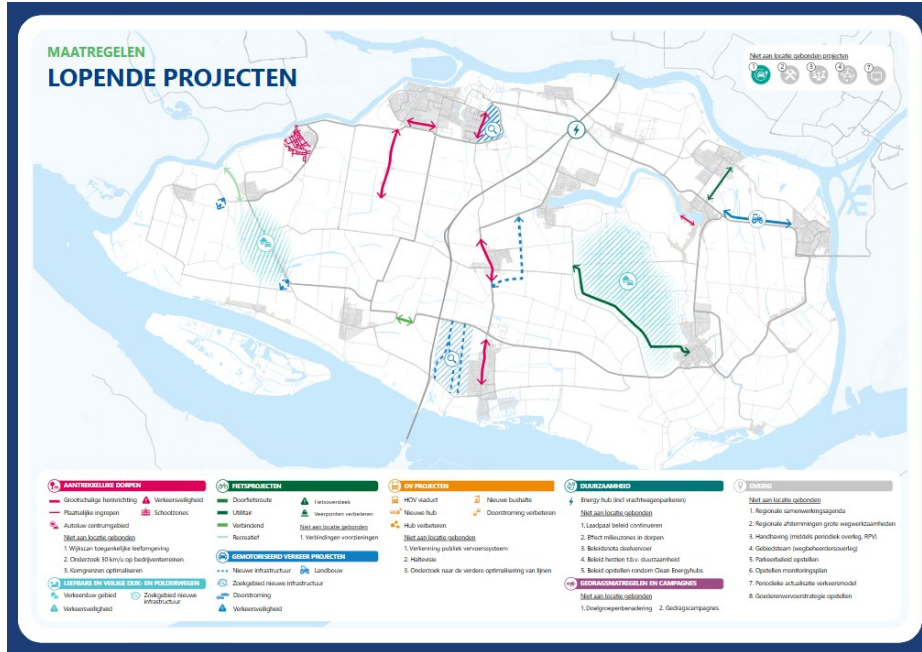 MAATREGELEN
LOPENDE PROJECTEN
Niet aan locatie gebonden projecten
1 2 3 4 7
AANTREKKELIJKE DORPEN
Grootschalige herinrichting
Verkeersveiligheid
Plaatselijke ingrepen
Schoolzones
Autoluw centrumgebied
Niet aan locatie gebonden
1. Wijkscan toegankelijke leefomgeving
2. Onderzoek 30 km/u op bedrijventerreinen
3. Komgrenzen optimaliseren
LEEFBARE EN VEILIGE DIJK- EN POLDERWEGEN
Verkeersluw gebied
Zoekgebied nieuwe
infrastructuur
Verkeersveiligheid
FIETSPROJECTEN
Doorfietsroute
Fietsoversteek
Utilitair
Veerponten verbeteren
Verbindend
Niet aan locatie gebonden
Recreatief
1. Verbindingen voorzieningen
GEMOTORISEERD VERKEER PROJECTEN
Nieuwe infrastructuur
Landbouw
Zoekgebied nieuwe infrastructuur
Doorstroming
Verkeersveiligheid
OV PROJECTEN
HOV viaduct
Nieuwe bushalte
Nieuwe hub
Doorstroming verbeteren
Hub verbeteren
Niet aan locatie gebonden
1. Verkenning publiek vervoerssysteem
2. Haltevisie
3. Onderzoek naar de verdere optimalisering van lijnen
DUURZAAMHEID
Energy hub (incl vrachtwagenparkeren)
Niet aan locatie gebonden
1. Laadpaal beleid continueren
2. Effect milieuzones in dorpen
3. Beleidsnota deelvervoer
4. Beleid herzien t.b.v. duurzaamheid
5. Beleid opstellen rondom Clean Energyhubs
GEDRAGSMAATREGELEN EN CAMPAGNES
Niet aan locatie gebonden
1. Doelgroepenbenadering 2. Gedragscampagnes
OVERIG
Niet aan locatie gebonden
1. Regionale samenwerkingsagenda
2. Regionale afstemmingen grote wegwerkzaamheden
3. Handhaving (middels periodiek overleg, RPV)
4. Gebiedsteam (wegbeheerdersoverleg)
5. Parkeerbeleid opstellen
6. Opstellen monitoringsplan
7. Periodieke actualisatie verkeersmodel
8. Goederenvervoerstrategie opstellen